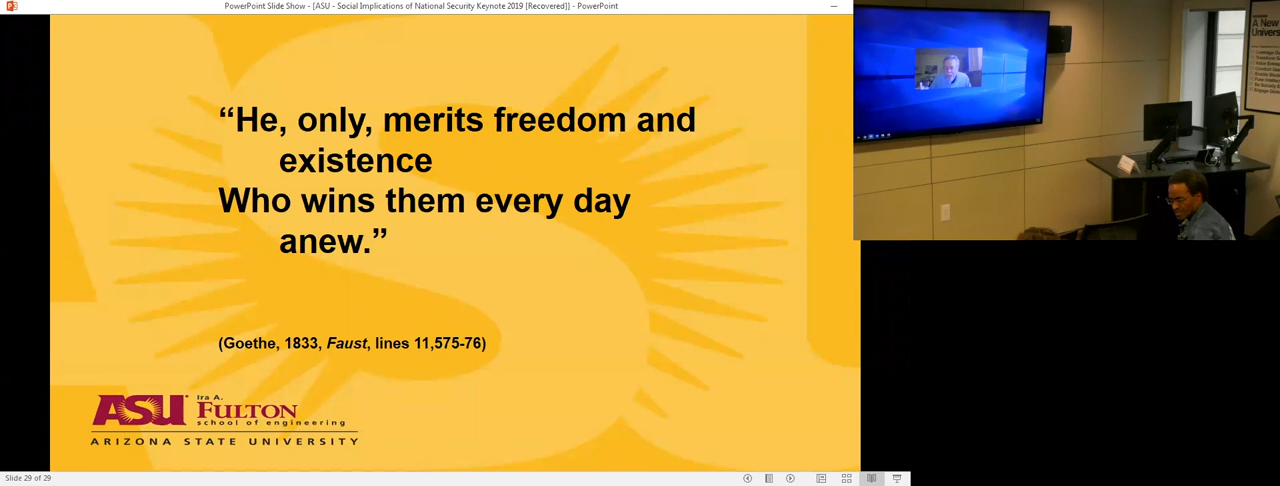 PowerPoint Slide Show - [ASU - Social Implications of National Security Keynote 2019 [Recovered]] - PowerPoint
“He, only, merits freedom and
existence
Who wins them every day
anew.”
(Goethe, 1833, Faust, lines 11,575-76)
ASU
Ira A.
FULTON
school of engineering
ARIZONA STATE UNIVERSITY
Slide 29 of 29
A New